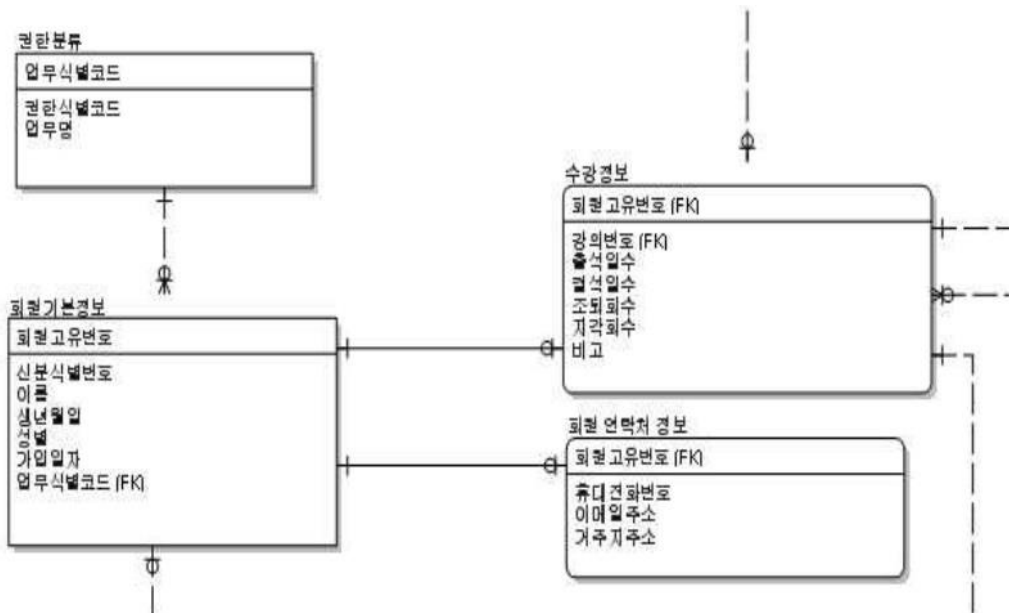 권한분류
업무식별코드
권한식별코드
업무명
회원기본정보
회원고유번호
신분식별번호
이름
생년월일
성별
가입일자
업무식별코드 (FK)
수강정보
회원고유번호 (FK)
강의번호 (FK)
출석일수
결석일수
조퇴회수
지각회수
비고
회원 연락처 정보
회원고유번호 (FK)
휴대전화번호
이메일주소
거주지주소